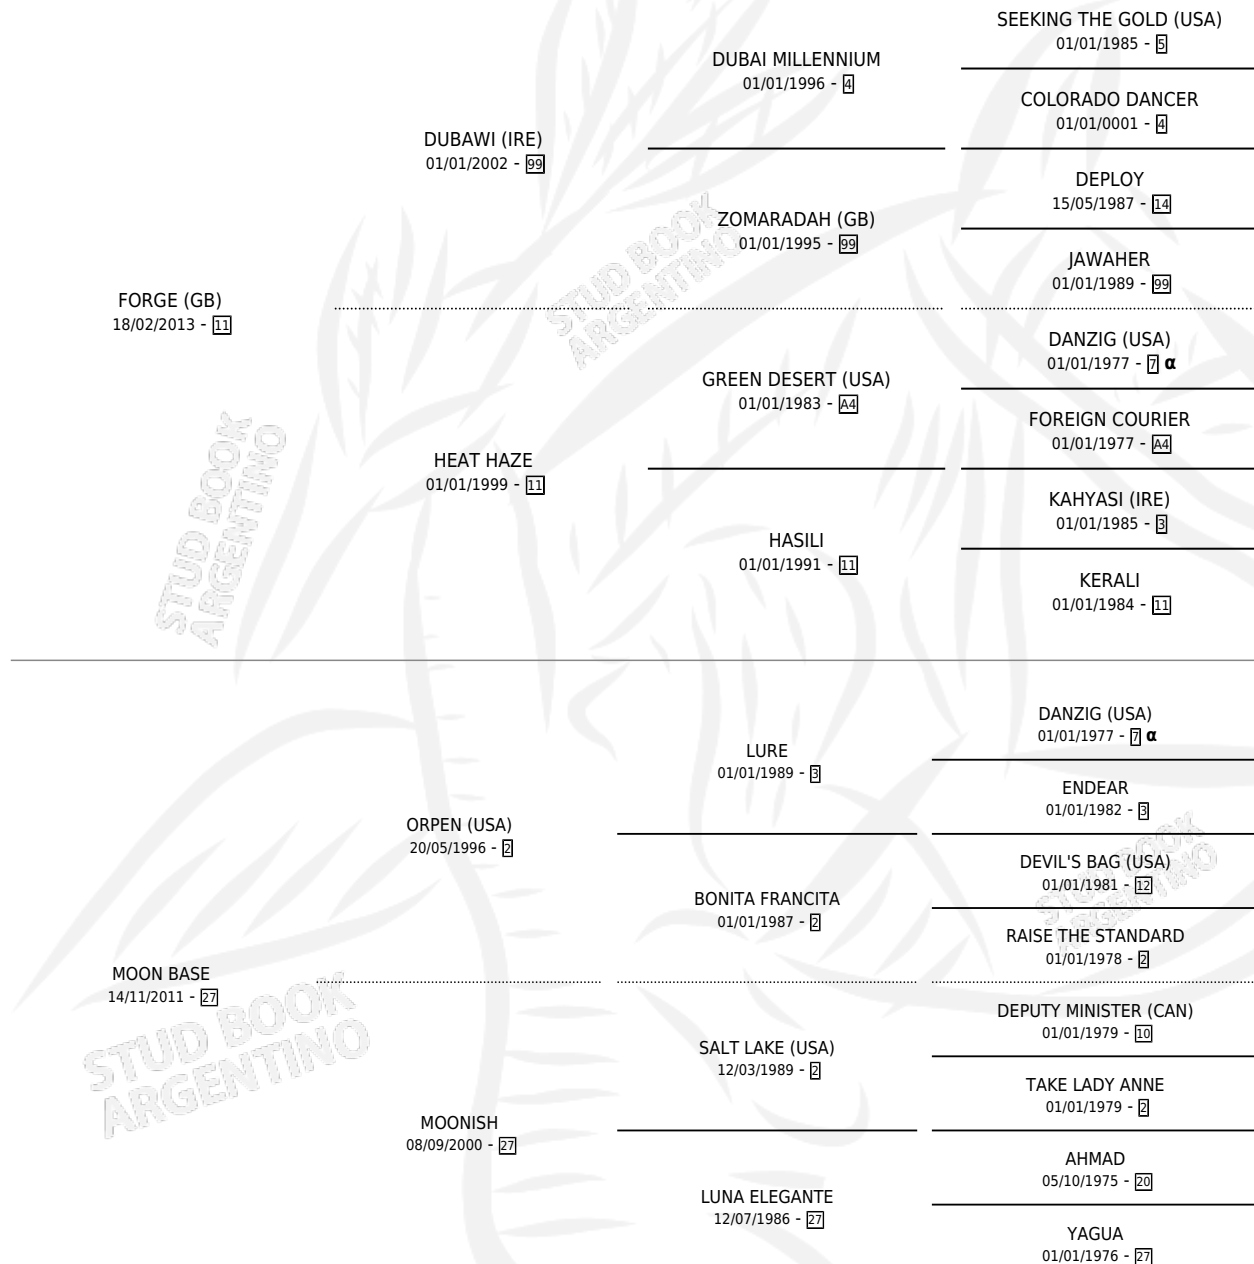 SEEKING THE GOLD (USA)
01/01/1985 - 5
DUBAI MILLENNIUM
01/01/1996 - 4
COLORADO DANCER
01/01/0001 - 4
DUBAWI (IRE)
01/01/2002 - 99
DEPLOY
15/05/1987 - 14
ZOMARADAH (GB)
01/01/1995 - 99
JAWAHER
01/01/1989 - 99
FORGE (GB)
18/02/2013 - 11
DANZIG (USA)
01/01/1977 - 7 α
GREEN DESERT (USA)
01/01/1983 - A4
FOREIGN COURIER
01/01/1977 - A4
HEAT HAZE
01/01/1999 - 11
KAHYASI (IRE)
01/01/1985 - 3
HASILI
01/01/1991 - 11
KERALI
01/01/1984 - 11
DANZIG (USA)
01/01/1977 - 7 α
LURE
01/01/1989 - 3
ENDEAR
01/01/1982 - 3
ORPEN (USA)
20/05/1996 - 2
DEVIL'S BAG (USA)
01/01/1981 - 12
BONITA FRANCITA
01/01/1987 - 2
RAISE THE STANDARD
01/01/1978 - 2
MOON BASE
14/11/2011 - 27
DEPUTY MINISTER (CAN)
01/01/1979 - 10
SALT LAKE (USA)
12/03/1989 - 2
TAKE LADY ANNE
01/01/1979 - 2
MOONISH
08/09/2000 - 27
AHMAD
05/10/1975 - 20
LUNA ELEGANTE
12/07/1986 - 27
YAGUA
01/01/1976 - 27
STUD BOOK
ARGENTINO
STUD BOOK
ARGENTINO
STUD BOOK
ARGENTINO
STUD BOOK
ARGENTINO